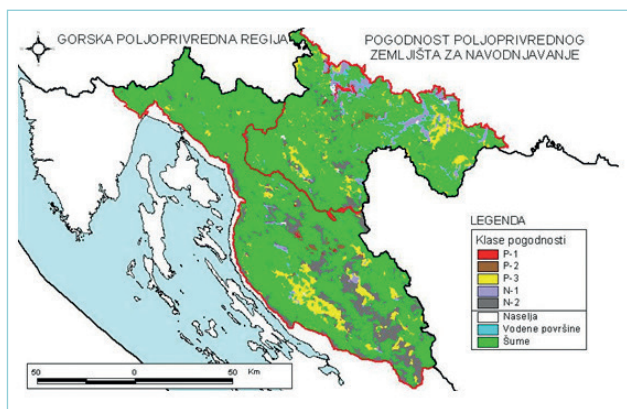 GORSKA POLJOPRIVREDNA REGIJA
POGODNOST POLJOPRIVREDNOG
ZEMLJIŠTA ZA NAVODNJAVANJE
LEGENDA
Klase pogodnosti
P-1
P-2
P-3
N-1
N-2
Naselja
Vodene površine
Šume
50
0
50
Km